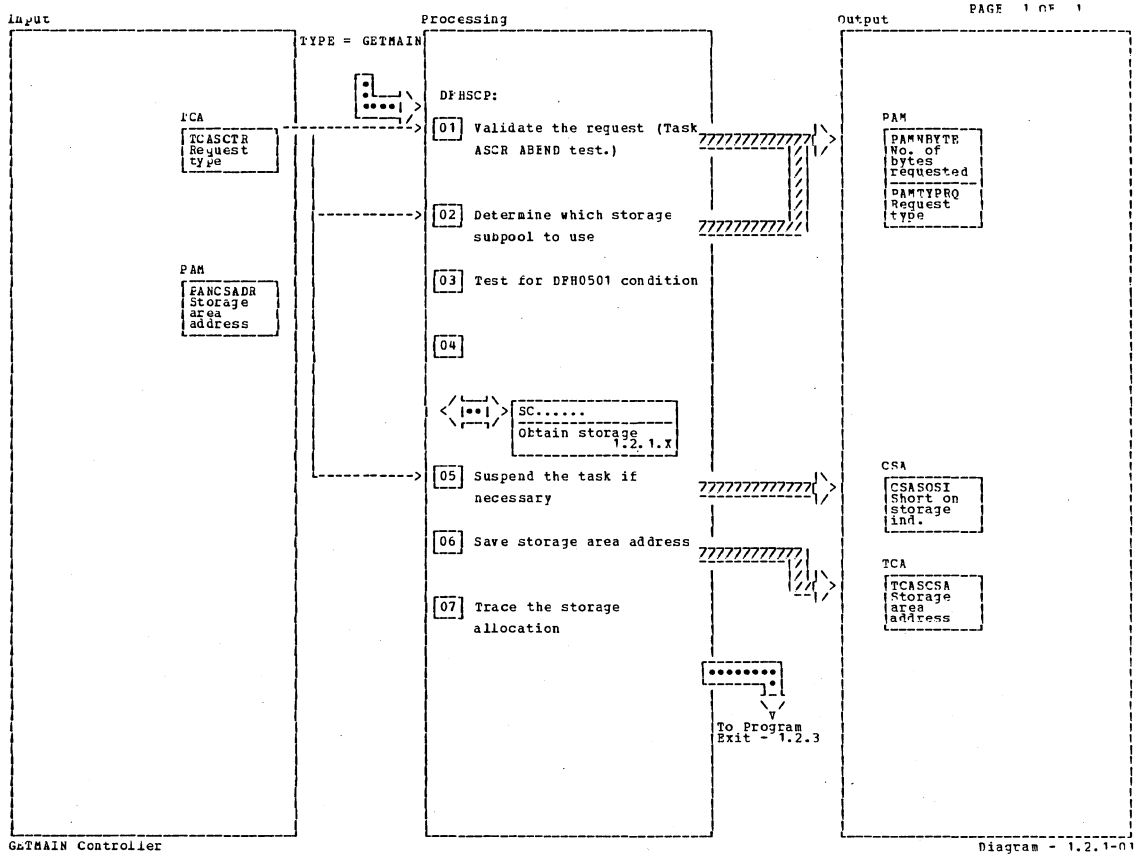 PAGE 1 OF 1
Input
Processing
Output
TYPE = GETMAIN
DFHSCP:
TCA
TCASCTR
Request
type
01 Validate the request (Task
ASCR ABEND test.)
PAM
PAMNBYTE
No. of
bytes
requested
PAMTYPRQ
Request
type
02 Determine which storage
subpool to use
PAM
PANCSADR
Storage
area
address
03 Test for DFH0501 condition
04
SC......
Obtain storage
1.2.1.X
05 Suspend the task if
necessary
CSA
CSASOSI
Short on
storage
ind.
06 Save storage area address
TCA
TCASCSA
Storage
area
address
07 Trace the storage
allocation
To Program
Exit - 1.2.3
GETMAIN Controller
Diagram - 1.2.1-01